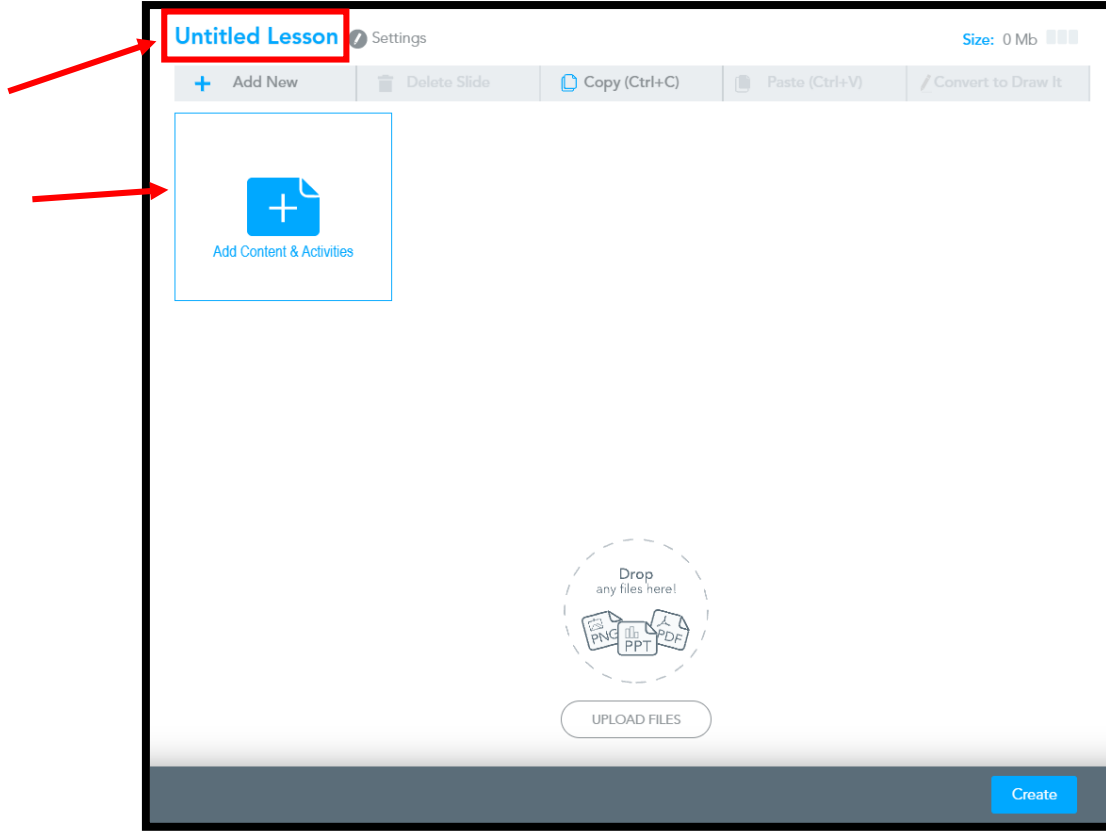 Untitled Lesson Settings Size: 0 Mb
Add New Delete Slide Copy (Ctrl+C) Paste (Ctrl+V) Convert to Draw It
Add Content & Activities
Drop
any files here!
PNG PPT PDF
UPLOAD FILES
Create